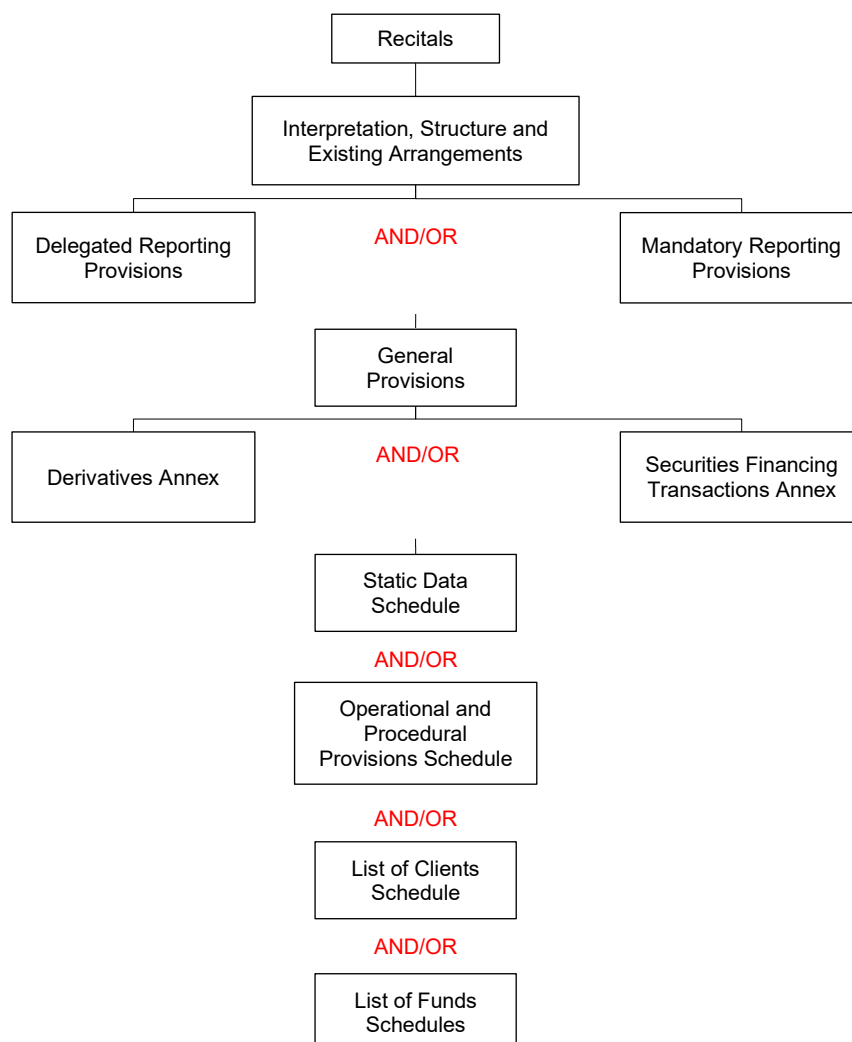 Recitals
Interpretation, Structure and
Existing Arrangements
Delegated Reporting
Provisions
AND/OR
Mandatory Reporting
Provisions
General
Provisions
Derivatives Annex
AND/OR
Securities Financing
Transactions Annex
Static Data
Schedule
AND/OR
Operational and
Procedural
Provisions Schedule
AND/OR
List of Clients
Schedule
AND/OR
List of Funds
Schedules